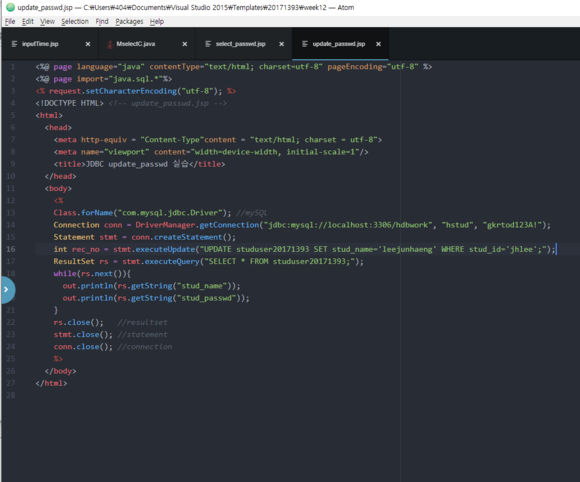 update_passwd.jsp — C:₩Users₩404₩Documents₩Visual Studio 2015₩Templates₩20171393₩week12 — Atom
File Edit View Selection Find Packages Help
inputTime.jsp × MselectC.java × select_passwd.jsp × update_passwd.jsp ×
1 <%@ page language="java" contentType="text/html; charset=utf-8" pageEncoding="utf-8" %>
2 <%@ page import="java.sql.*"%>
3 <% request.setCharacterEncoding("utf-8"); %>
4 <!DOCTYPE HTML> <!-- update_passwd.jsp -->
5 <html>
6 <head>
7 <meta http-equiv = "Content-Type"content = "text/html; charset = utf-8">
8 <meta name="viewport" content="width=device-width, initial-scale=1"/>
9 <title>JDBC update_passwd 실습</title>
10 </head>
11 <body>
12 <%
13 Class.forName("com.mysql.jdbc.Driver"); //mySQL
14 Connection conn = DriverManager.getConnection("jdbc:mysql://localhost:3306/hdbwork", "hstud", "gkrtod123A!");
15 Statement stmt = conn.createStatement();
16 int rec_no = stmt.executeUpdate("UPDATE studuser20171393 SET stud_name='leejunhaeng' WHERE stud_id='jhlee';");
17 ResultSet rs = stmt.executeQuery("SELECT * FROM studuser20171393;");
18 while(rs.next()){
19 out.println(rs.getString("stud_name"));
20 out.println(rs.getString("stud_passwd"));
21 }
22 rs.close(); //resultset
23 stmt.close(); //statement
24 conn.close(); //connection
25 %>
26 </body>
27 </html>
28